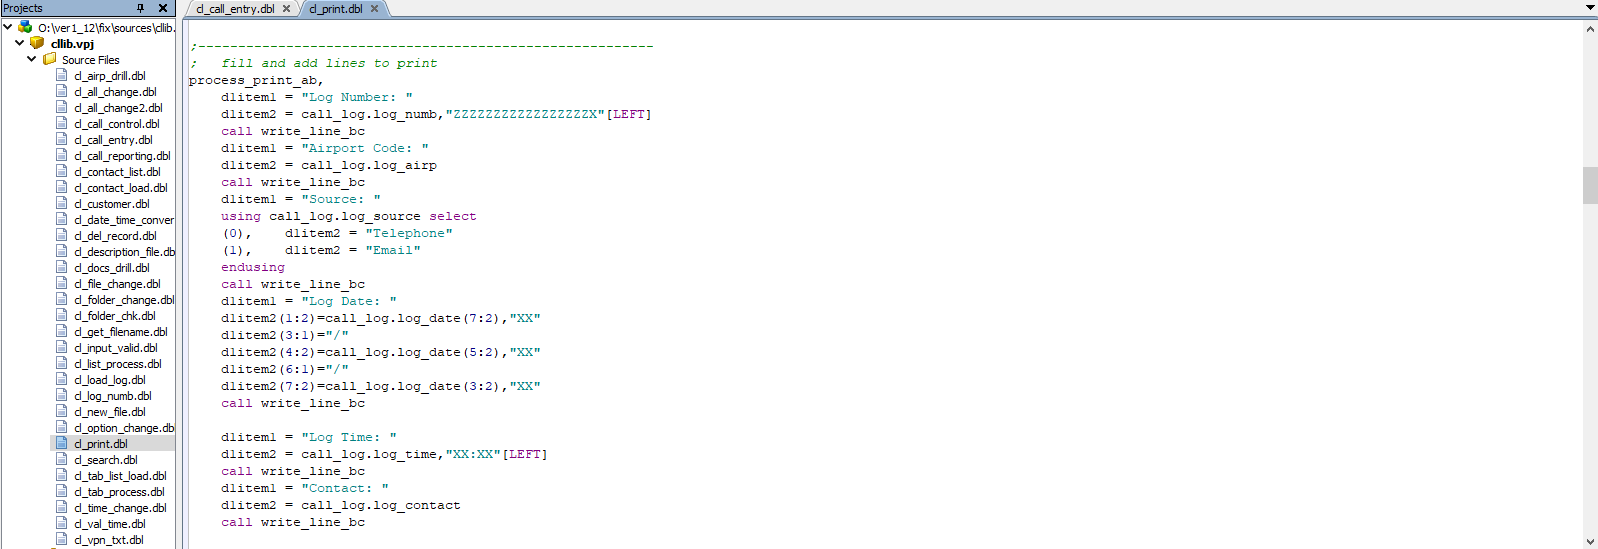 Projects
O:\ver1_12\fix\sources\cllib.
cllib.vpj
Source Files
cl_airp_drill.dbl
cl_all_change.dbl
cl_all_change2.dbl
cl_call_control.dbl
cl_call_entry.dbl
cl_call_reporting.dbl
cl_contact_list.dbl
cl_contact_load.dbl
cl_customer.dbl
cl_date_time_conver
cl_del_record.dbl
cl_description_file.db
cl_docs_drill.dbl
cl_file_change.dbl
cl_folder_change.dbl
cl_folder_chk.dbl
cl_get_filename.dbl
cl_input_valid.dbl
cl_list_process.dbl
cl_load_log.dbl
cl_log_numb.dbl
cl_new_file.dbl
cl_option_change.dbl
cl_print.dbl
cl_search.dbl
cl_tab_list_load.dbl
cl_tab_process.dbl
cl_time_change.dbl
cl_val_time.dbl
cl_vpn_txt.dbl
cl_call_entry.dbl
cl_print.dbl
;---------------------------------------------------------
;   fill and add lines to print
process_print_ab,
    dlitem1 = "Log Number: "
    dlitem2 = call_log.log_numb,"ZZZZZZZZZZZZZZZZZX"[LEFT]
    call write_line_bc
    dlitem1 = "Airport Code: "
    dlitem2 = call_log.log_airp
    call write_line_bc
    dlitem1 = "Source: "
    using call_log.log_source select
    (0),    dlitem2 = "Telephone"
    (1),    dlitem2 = "Email"
    endusing
    call write_line_bc
    dlitem1 = "Log Date: "
    dlitem2(1:2)=call_log.log_date(7:2),"XX"
    dlitem2(3:1)="/"
    dlitem2(4:2)=call_log.log_date(5:2),"XX"
    dlitem2(6:1)="/"
    dlitem2(7:2)=call_log.log_date(3:2),"XX"
    call write_line_bc
    dlitem1 = "Log Time: "
    dlitem2 = call_log.log_time,"XX:XX"[LEFT]
    call write_line_bc
    dlitem1 = "Contact: "
    dlitem2 = call_log.log_contact
    call write_line_bc